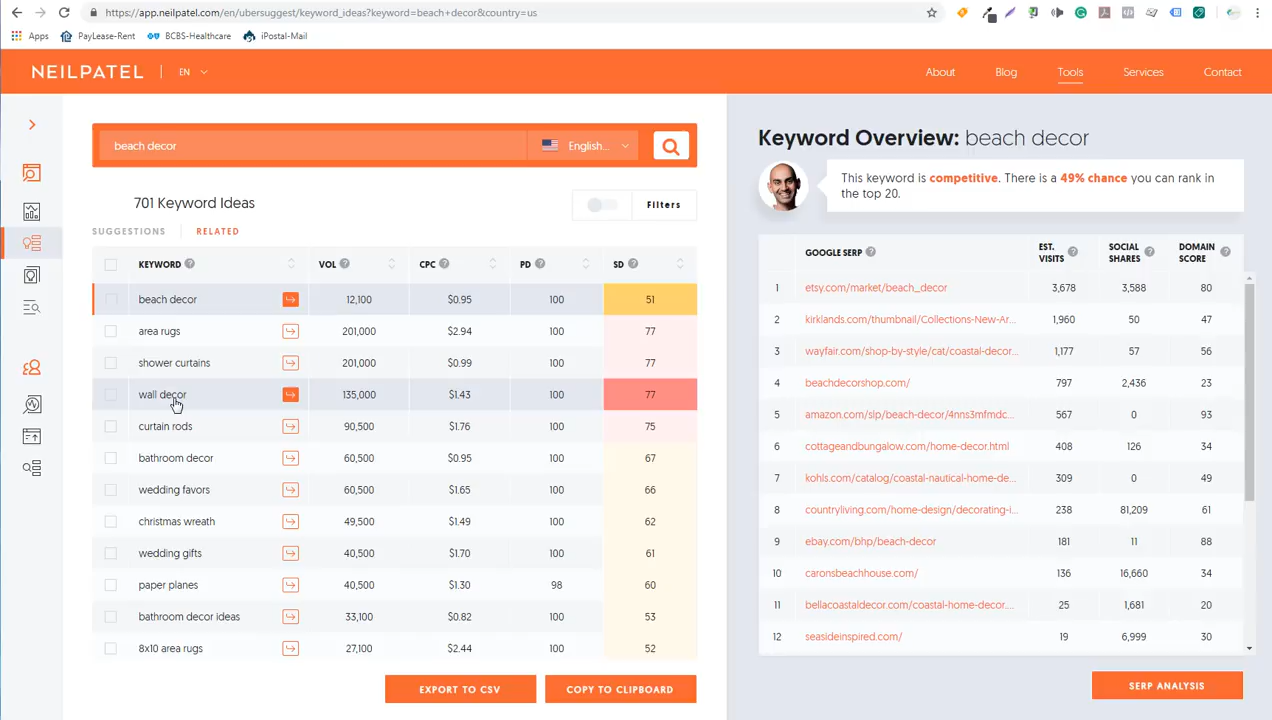 https://app.neilpatel.com/en/ubersuggest/keyword_ideas?keyword=beach+decor&country=us
Apps PayLease-Rent BCBS-Healthcare iPostal-Mail
NEILPATEL EN About Blog Tools Services Contact
beach decor English...
701 Keyword Ideas Filters
SUGGESTIONS RELATED
KEYWORD VOL CPC PD SD
beach decor 12,100 $0.95 100 51
area rugs 201,000 $2.94 100 77
shower curtains 201,000 $0.99 100 77
wall decor 135,000 $1.43 100 77
curtain rods 90,500 $1.76 100 75
bathroom decor 60,500 $0.95 100 67
wedding favors 60,500 $1.65 100 66
christmas wreath 49,500 $1.49 100 62
wedding gifts 40,500 $1.70 100 61
paper planes 40,500 $1.30 98 60
bathroom decor ideas 33,100 $0.82 100 53
8x10 area rugs 27,100 $2.44 100 52
EXPORT TO CSV COPY TO CLIPBOARD
Keyword Overview: beach decor
This keyword is competitive. There is a 49% chance you can rank in
the top 20.
GOOGLE SERP EST. VISITS SOCIAL SHARES DOMAIN SCORE
1 etsy.com/market/beach_decor 3,678 3,588 80
2 kirklands.com/thumbnail/Collections-New-Ar... 1,960 50 47
3 wayfair.com/shop-by-style/cat/coastal-decor... 1,177 57 56
4 beachdecorshop.com/ 797 2,436 23
5 amazon.com/slp/beach-decor/4nns3mfmdc... 567 0 93
6 cottageandbungalow.com/home-decor.html 408 126 34
7 kohls.com/catalog/coastal-nautical-home-de... 309 0 49
8 countryliving.com/home-design/decorating-i... 238 81,209 61
9 ebay.com/bhp/beach-decor 181 11 88
10 caronsbeachhouse.com/ 136 16,660 34
11 bellacoastaldecor.com/coastal-home-decor.... 25 1,681 20
12 seasideinspired.com/ 19 6,999 30
SERP ANALYSIS